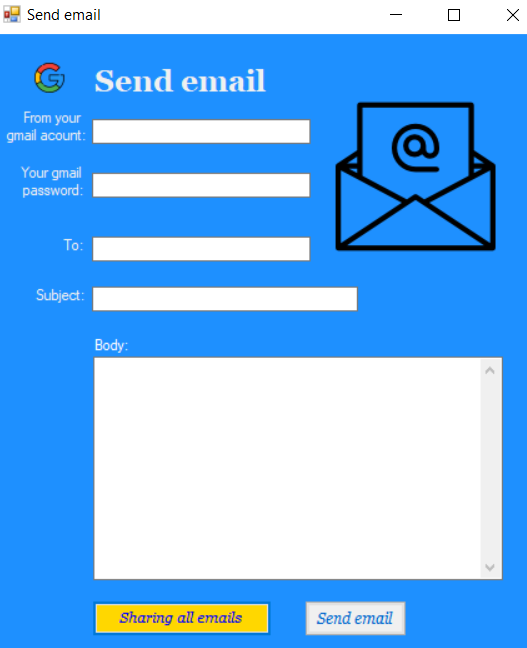 Send email
Send email
From your
gmail acount:
Your gmail
password:
To:
Subject:
Body:
Sharing all emails
Send email